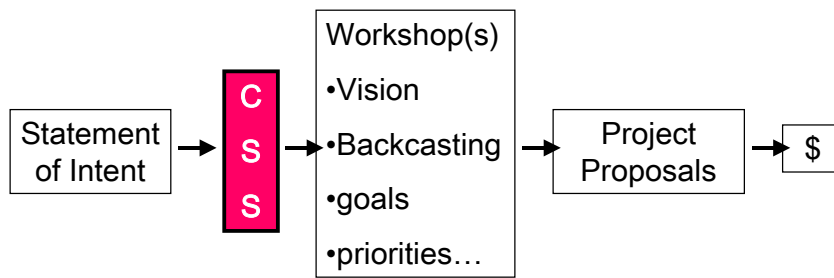 Statement
of Intent
C
S
S
Workshop(s)
•Vision
•Backcasting
•goals
•priorities…
Project
Proposals
$